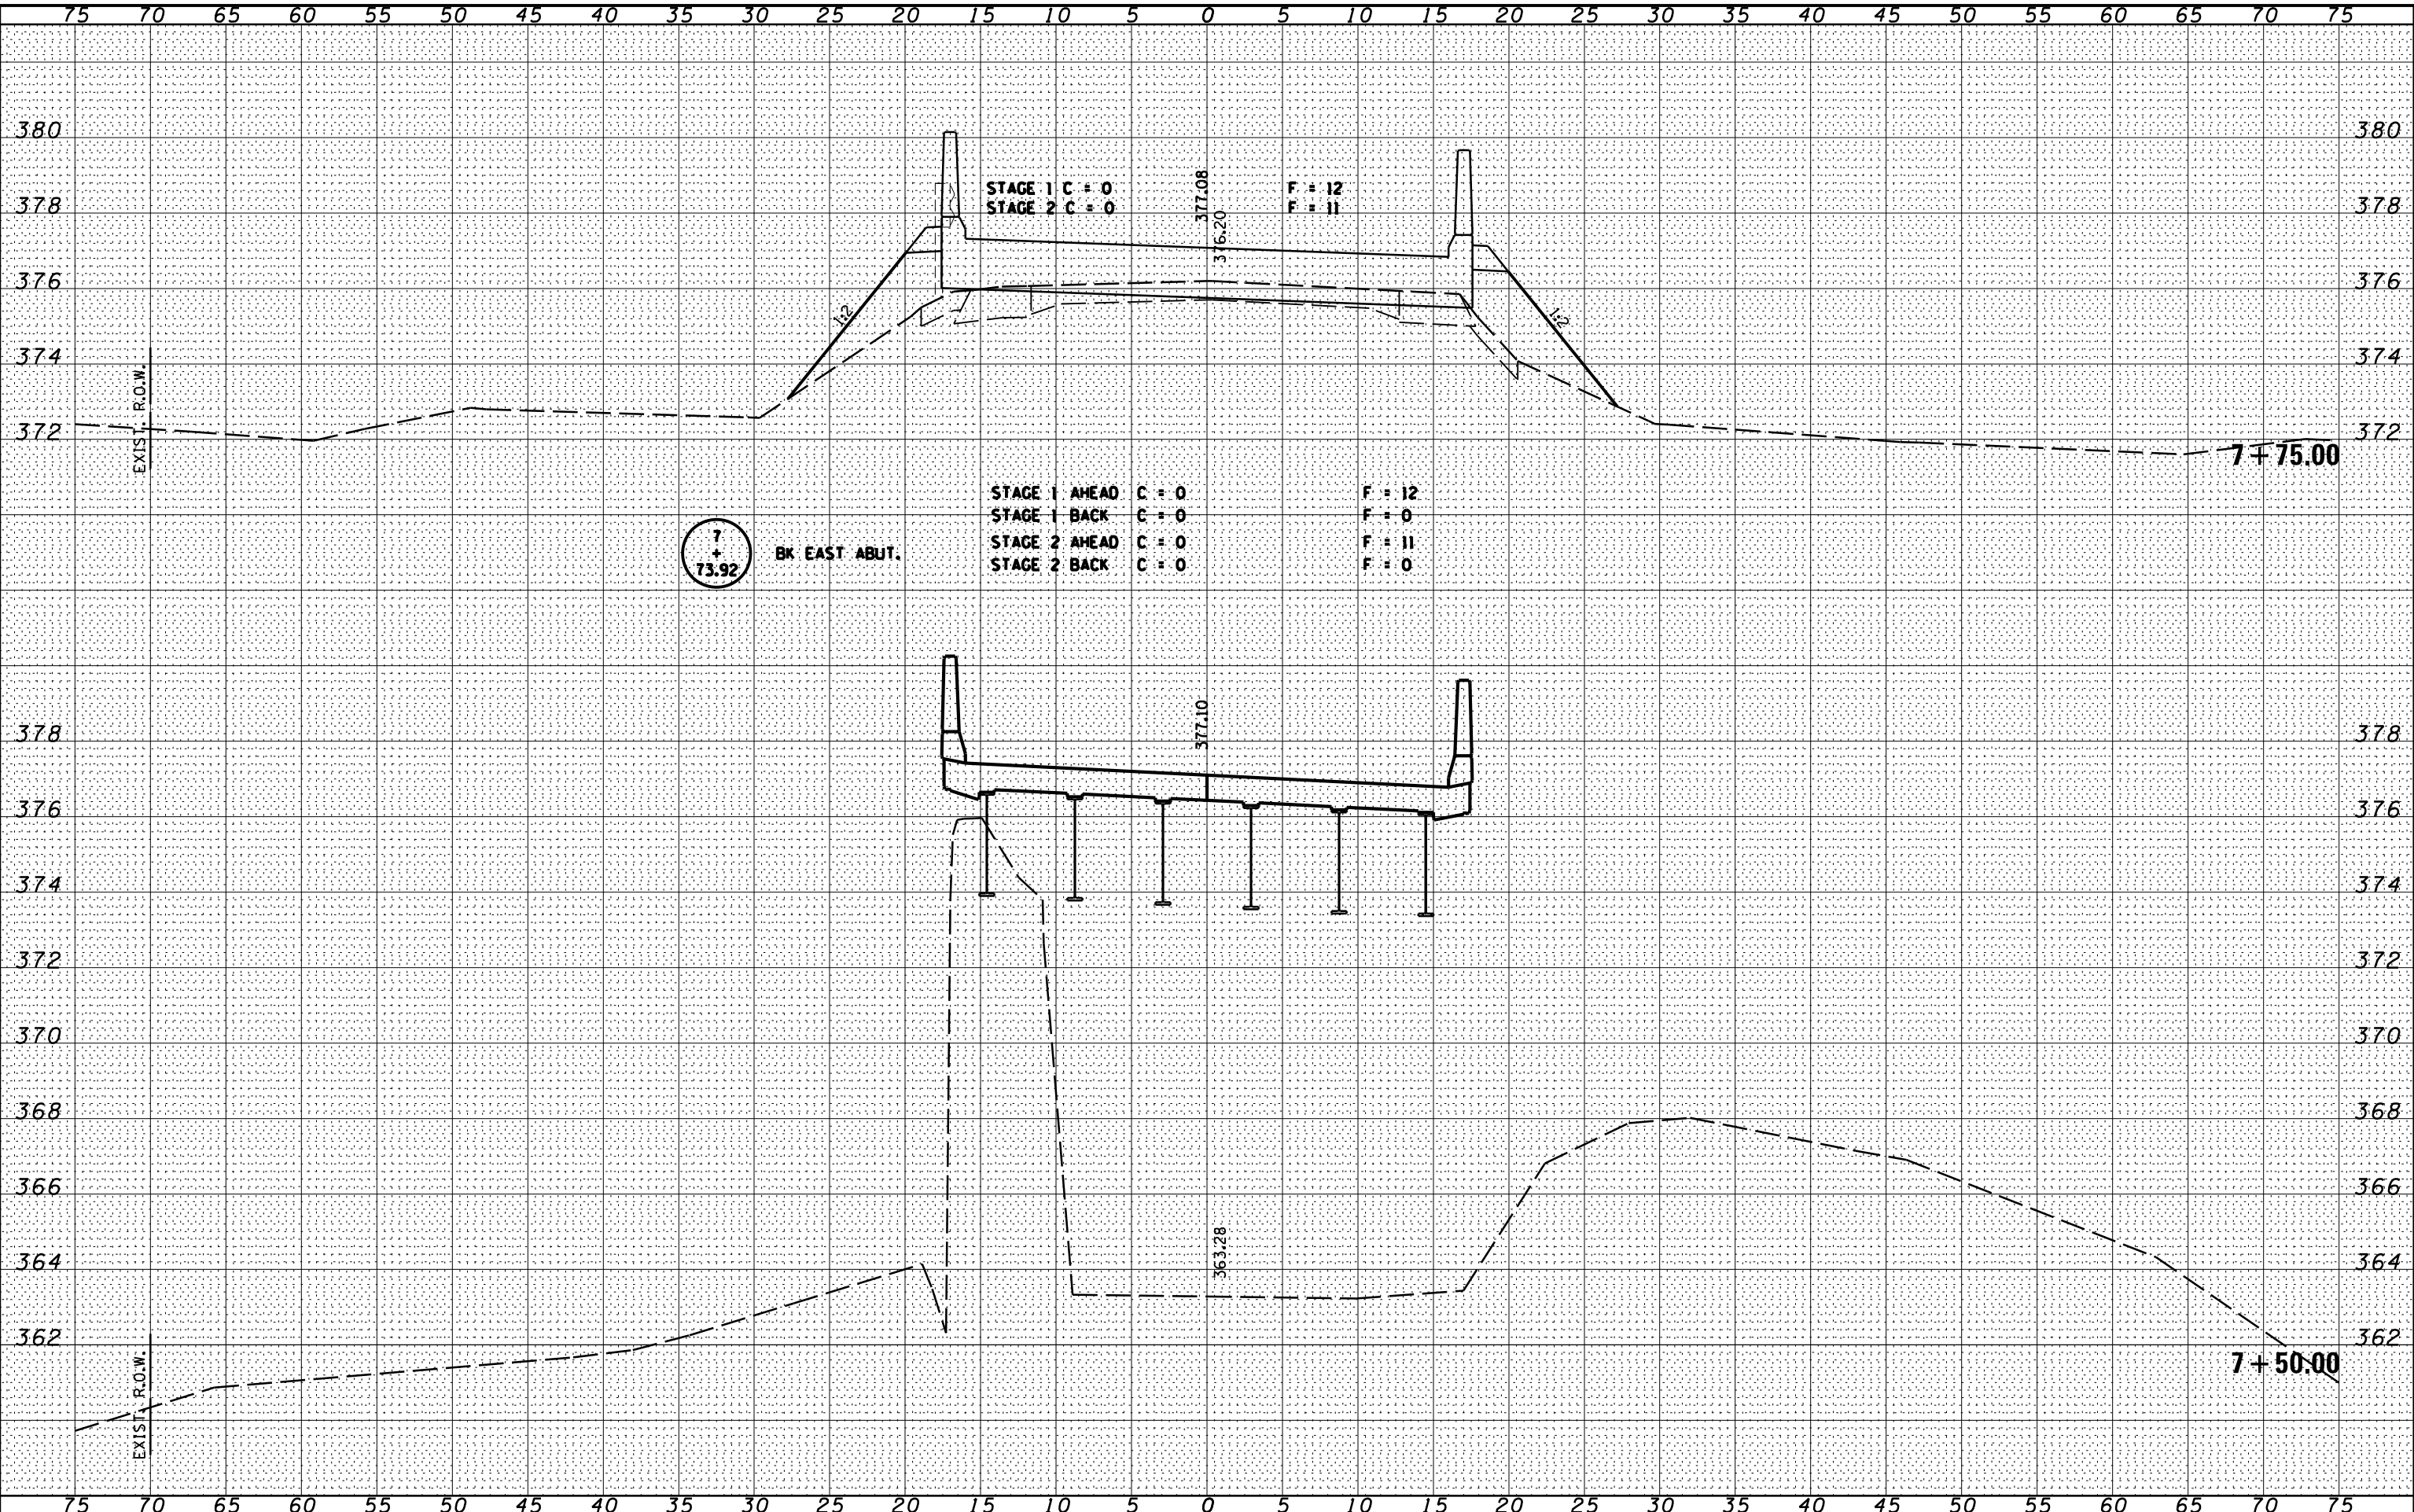 75 70 65 60 55 50 45 40 35 30 25 20 15 10 5 0 5 10 15 20 25 30 35 40 45 50 55 60 65 70 75
380 380
STAGE 1 C = 0 F = 12
STAGE 2 C = 0 F = 11
377.08
376.20
378 378
376 376
1:2 1:2
374 374
EXIST. R.O.W.
372 372
7+75.00
STAGE 1 AHEAD C = 0 F = 12
STAGE 1 BACK C = 0 F = 0
STAGE 2 AHEAD C = 0 F = 11
STAGE 2 BACK C = 0 F = 0
7
+
73.92
BK EAST ABUT.
377.10
378 378
376 376
374 374
372 372
370 370
368 368
366 366
363.28
364 364
362 362
EXIST. R.O.W.
7+50.00
75 70 65 60 55 50 45 40 35 30 25 20 15 10 5 0 5 10 15 20 25 30 35 40 45 50 55 60 65 70 75